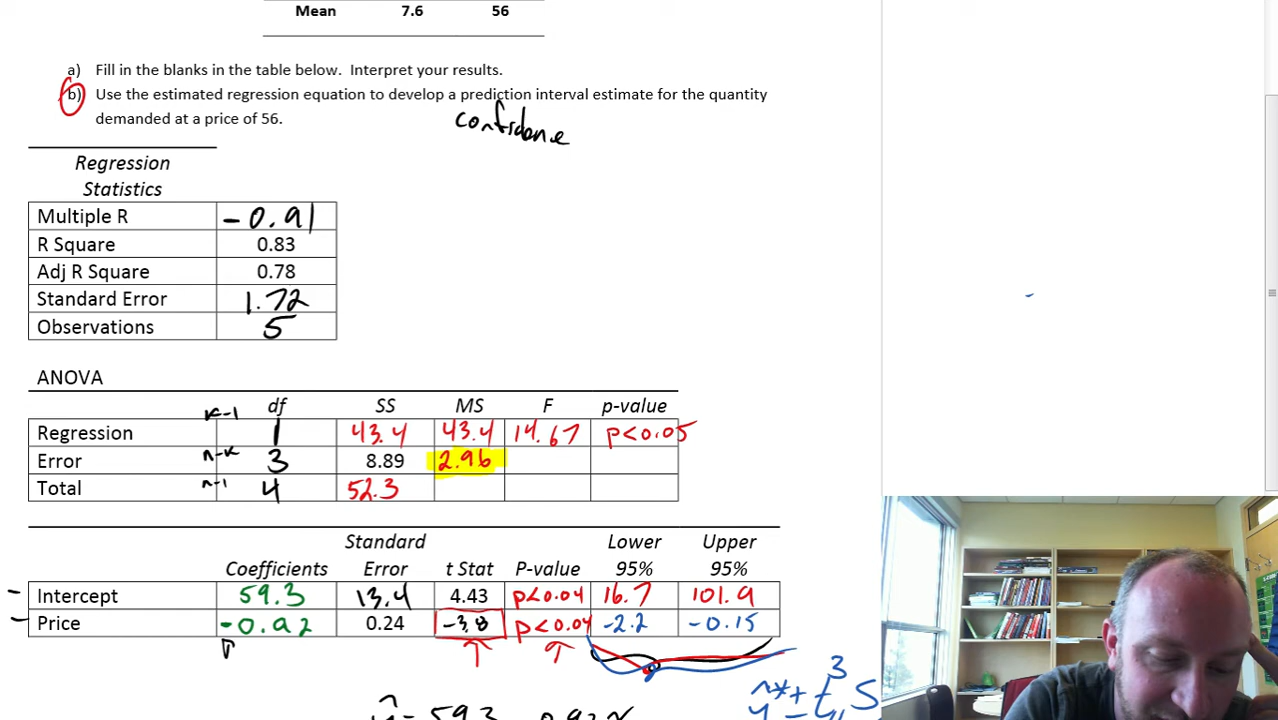 Mean 7.6 56
a) Fill in the blanks in the table below. Interpret your results.
b) Use the estimated regression equation to develop a prediction interval estimate for the quantity
demanded at a price of 56.
confidence
Regression
Statistics
Multiple R -0.91
R Square 0.83
Adj R Square 0.78
Standard Error 1.72
Observations 5
ANOVA
df SS MS F p-value
Regression k-1 1 43.4 43.4 14.67 p<0.05
Error n-k 3 8.89 2.96
Total n-1 4 52.3
Standard Lower Upper
Coefficients Error t Stat P-value 95% 95%
Intercept 59.3 13.4 4.43 p<0.04 16.7 101.9
Price -0.92 0.24 -3.8 p<0.04 -2.2 -0.15